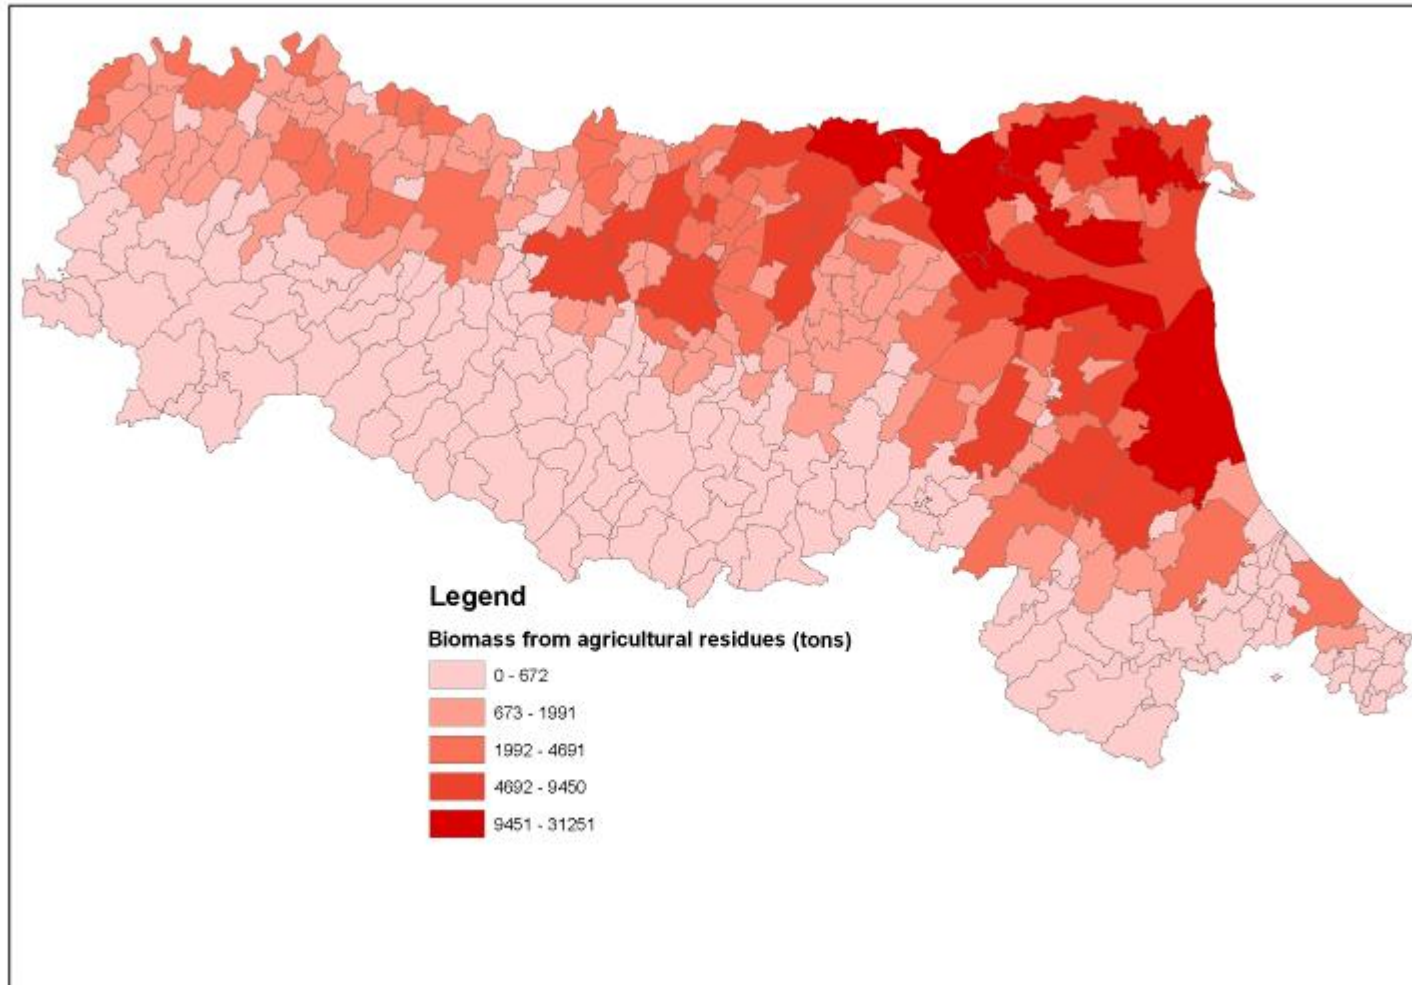 Legend
Biomass from agricultural residues (tons)
0 - 672
673 - 1991
1992 - 4691
4692 - 9450
9451 - 31251